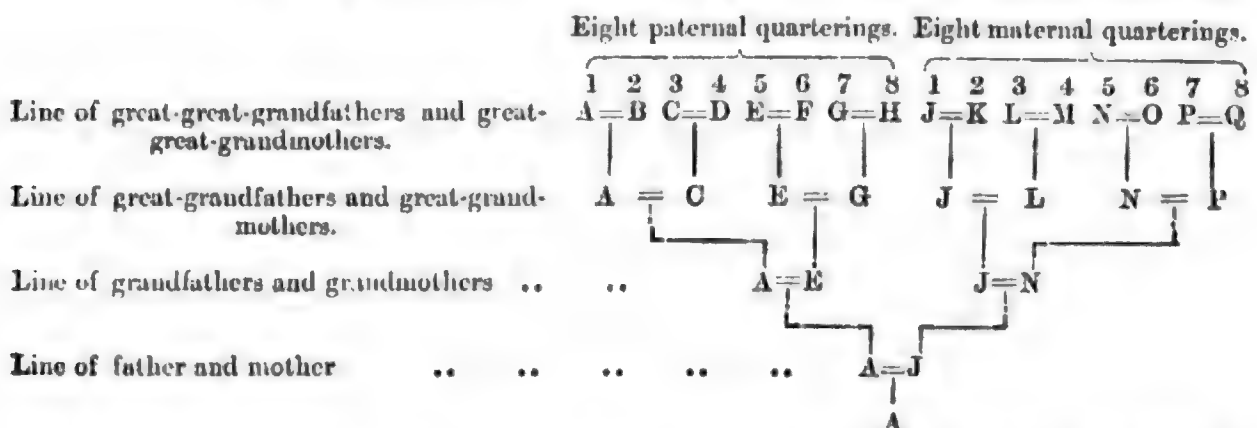 Eight paternal quarterings. Eight maternal quarterings.
1 2 3 4 5 6 7 8 1 2 3 4 5 6 7 8
Line of great-great-grandfathers and great- A=B C=D E=F G=H J=K L=M N=O P=Q
great-grandmothers.
Line of great-grandfathers and great-grand- A = C E = G J = L N = P
mothers.
Line of grandfathers and grandmothers .. .. A=E J=N
Line of father and mother .. .. .. .. .. A=J
A